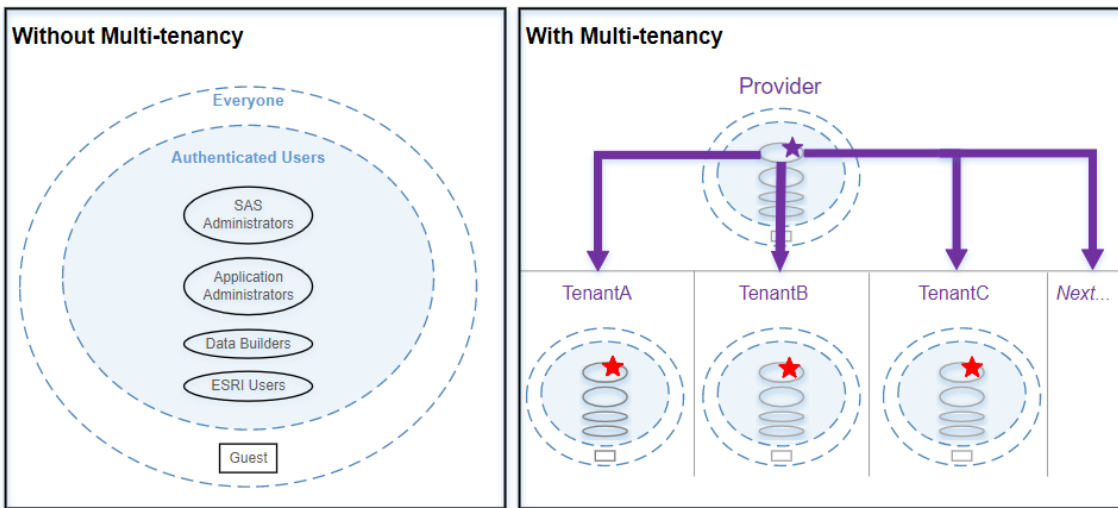 Without Multi-tenancy
Everyone
Authenticated Users
SAS
Administrators
Application
Administrators
Data Builders
ESRI Users
Guest
With Multi-tenancy
Provider
TenantA
TenantB
TenantC
Next...